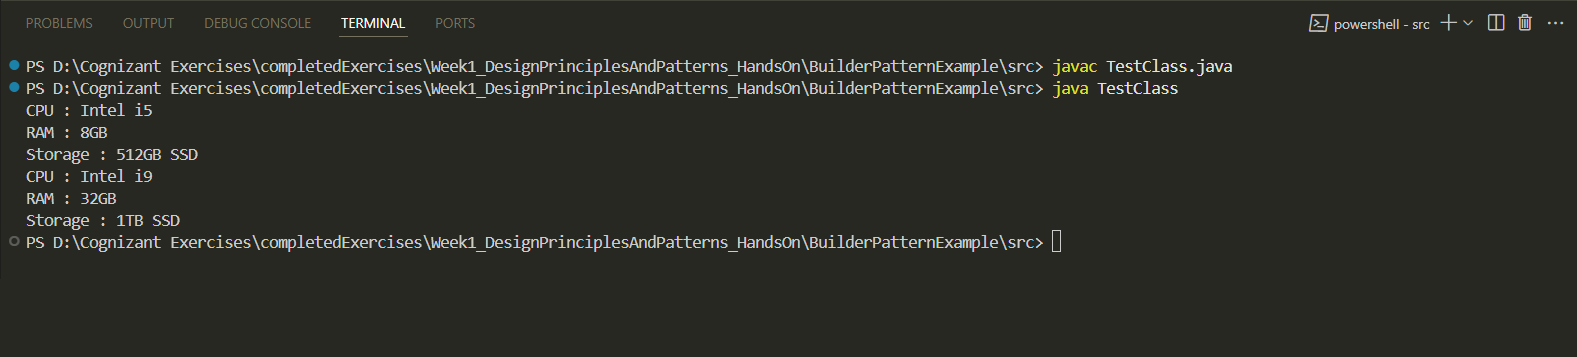 PROBLEMS OUTPUT DEBUG CONSOLE TERMINAL PORTS powershell - src
PS D:\Cognizant Exercises\completedExercises\Week1_DesignPrinciplesAndPatterns_HandsOn\BuilderPatternExample\src> javac TestClass.java
PS D:\Cognizant Exercises\completedExercises\Week1_DesignPrinciplesAndPatterns_HandsOn\BuilderPatternExample\src> java TestClass
CPU : Intel i5
RAM : 8GB
Storage : 512GB SSD
CPU : Intel i9
RAM : 32GB
Storage : 1TB SSD
PS D:\Cognizant Exercises\completedExercises\Week1_DesignPrinciplesAndPatterns_HandsOn\BuilderPatternExample\src>